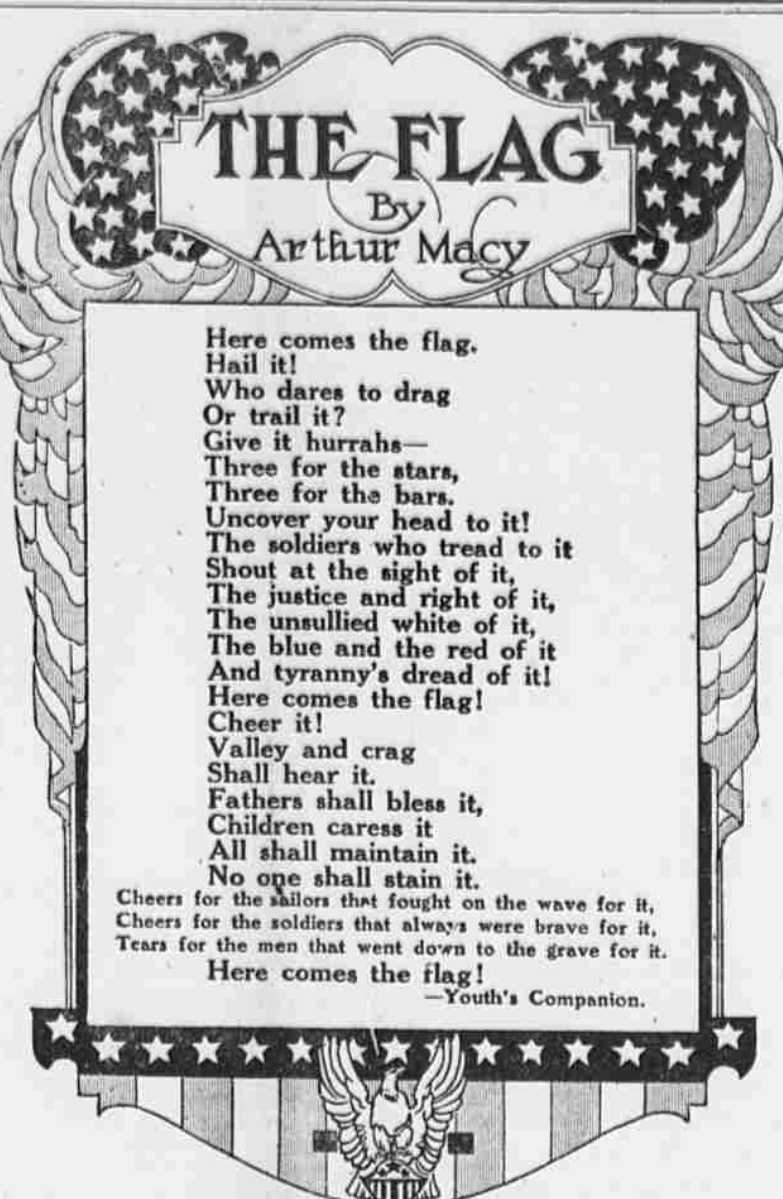 THE FLAG
By
Arthur Macy
Here comes the flag.
Hail it!
Who dares to drag
Or trail it?
Give it hurrahs—
Three for the stars,
Three for the bars.
Uncover your head to it!
The soldiers who tread to it
Shout at the sight of it,
The justice and right of it,
The unsullied white of it,
The blue and the red of it
And tyranny's dread of it!
Here comes the flag!
Cheer it!
Valley and crag
Shall hear it.
Fathers shall bless it,
Children caress it
All shall maintain it.
No one shall stain it.
Cheers for the sailors that fought on the wave for it,
Cheers for the soldiers that always were brave for it,
Tears for the men that went down to the grave for it.
Here comes the flag!
—Youth's Companion.